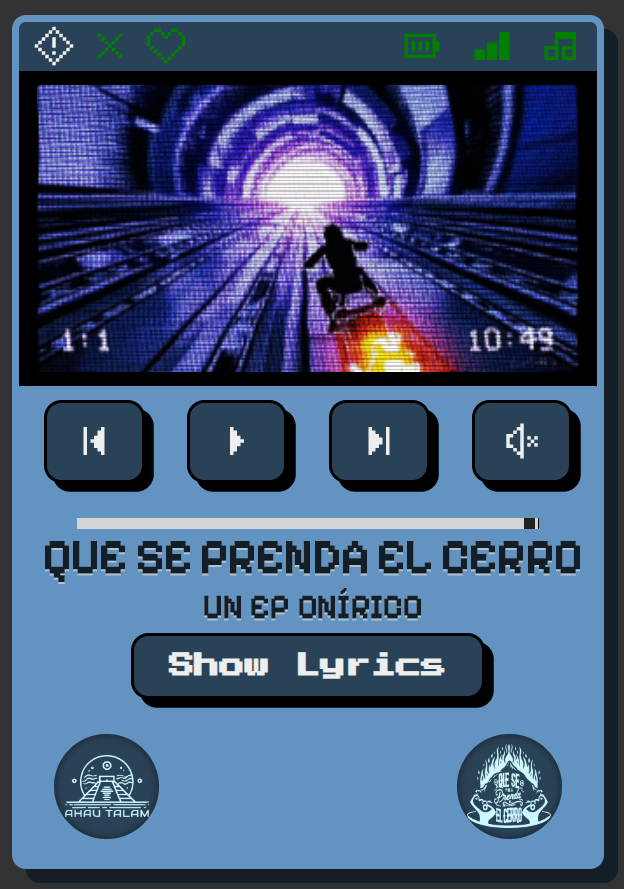 1:1
10:49
QUE SE PRENDA EL CERRO
UN EP ONÍRICO
Show Lyrics
AHAU TALAM
QUE SE
Prenda
EL CERRO